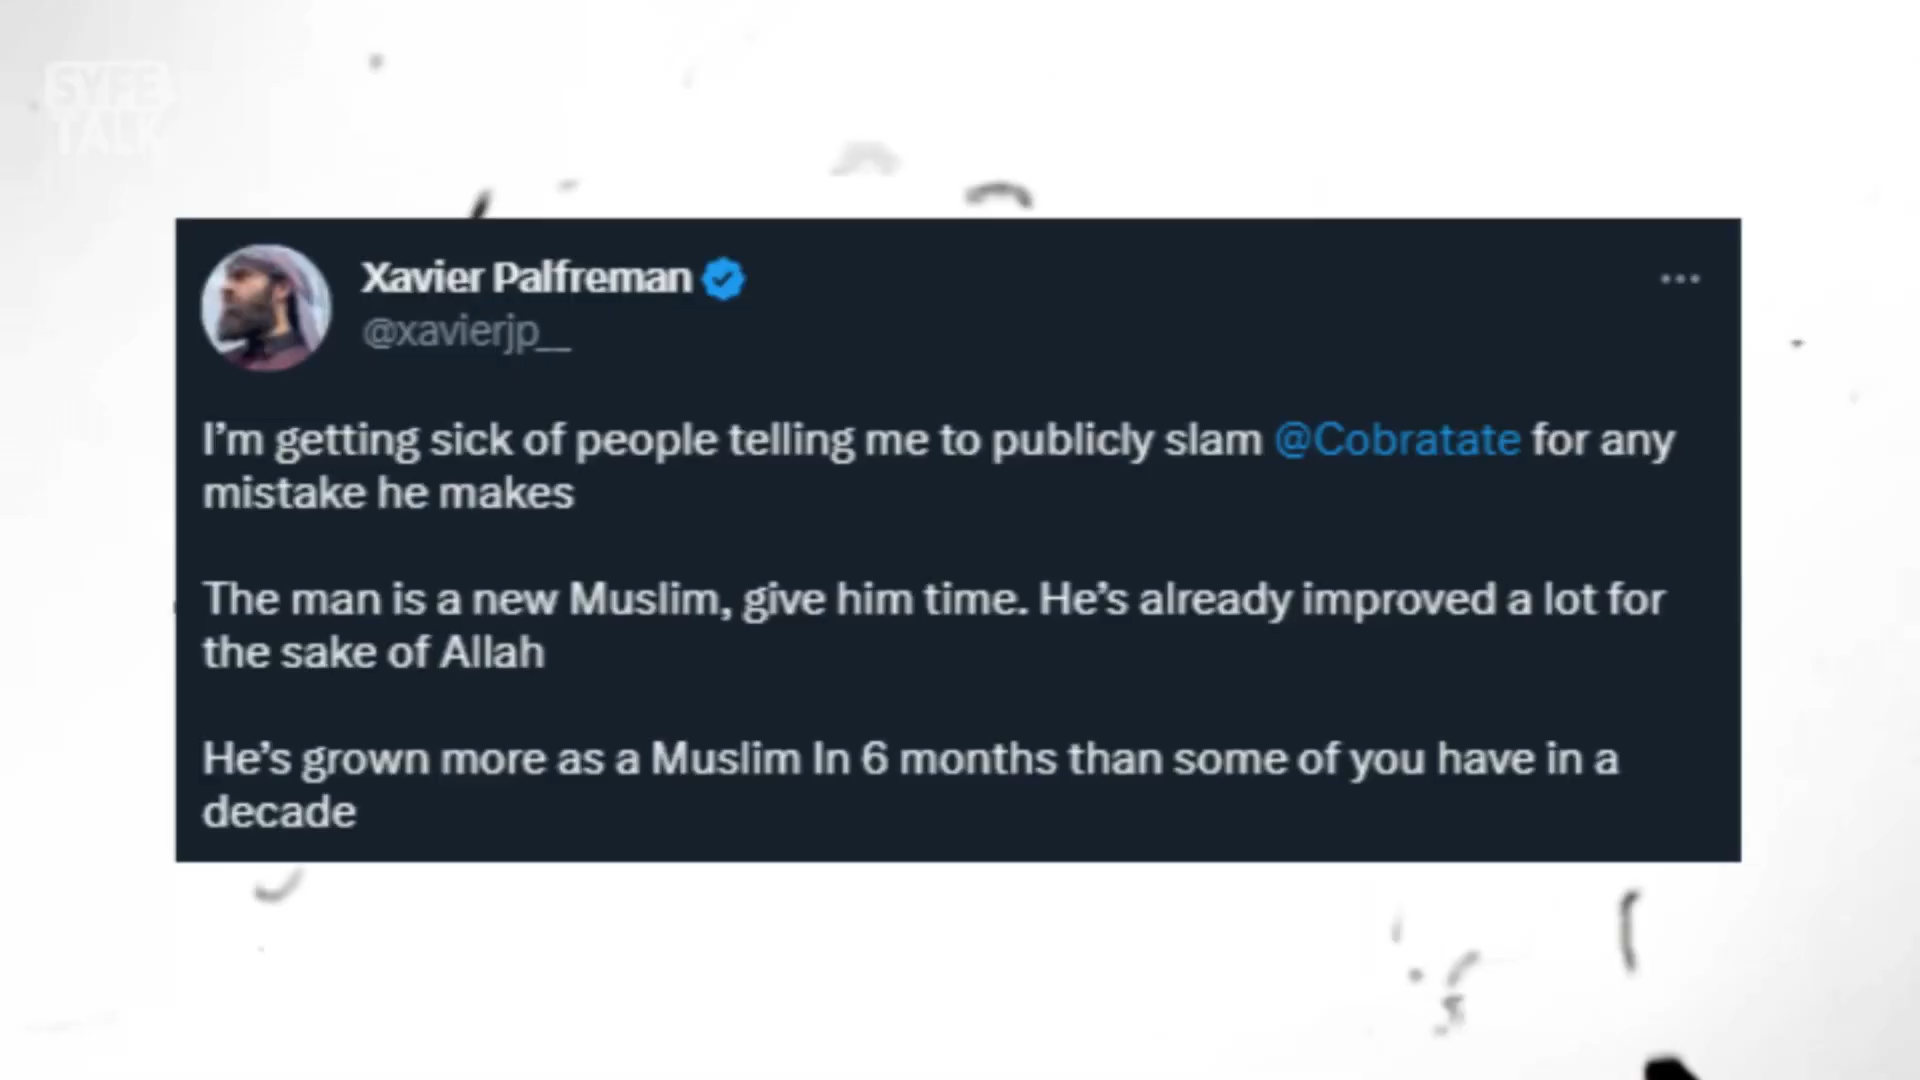 SYFE
TALK
Xavier Palfreman
@xavierjp__
I'm getting sick of people telling me to publicly slam @Cobratate for any
mistake he makes
The man is a new Muslim, give him time. He's already improved a lot for
the sake of Allah
He's grown more as a Muslim In 6 months than some of you have in a
decade